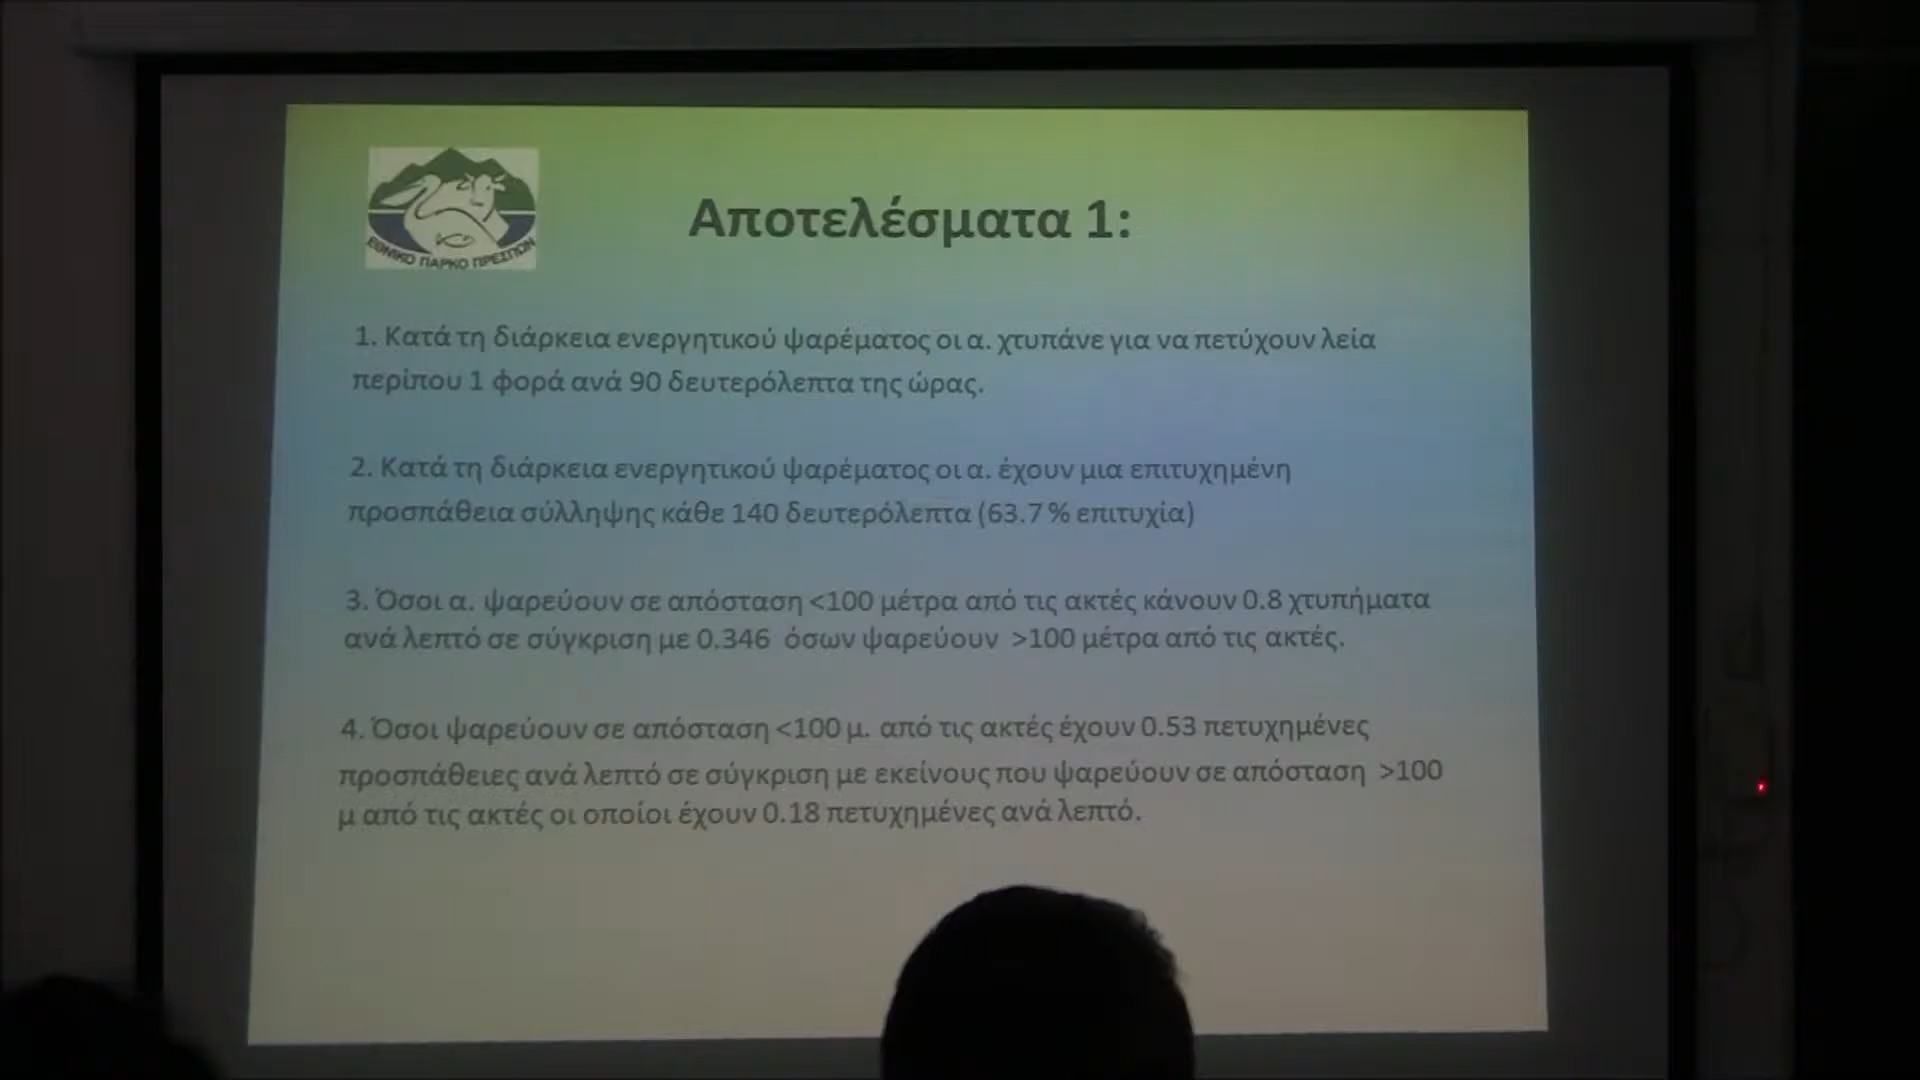 ΕΘΝΙΚΟ ΠΑΡΚΟ ΠΡΕΣΠΩΝ
Αποτελέσματα 1:
1. Κατά τη διάρκεια ενεργητικού ψαρέματος οι α. χτυπάνε για να πετύχουν λεία
περίπου 1 φορά ανά 90 δευτερόλεπτα της ώρας.
2. Κατά τη διάρκεια ενεργητικού ψαρέματος οι α. έχουν μια επιτυχημένη
προσπάθεια σύλληψης κάθε 140 δευτερόλεπτα (63.7 % επιτυχία)
3. Όσοι α. ψαρεύουν σε απόσταση <100 μέτρα από τις ακτές κάνουν 0.8 χτυπήματα
ανά λεπτό σε σύγκριση με 0.346 όσων ψαρεύουν >100 μέτρα από τις ακτές.
4. Όσοι ψαρεύουν σε απόσταση <100 μ. από τις ακτές έχουν 0.53 πετυχημένες
προσπάθειες ανά λεπτό σε σύγκριση με εκείνους που ψαρεύουν σε απόσταση >100
μ από τις ακτές οι οποίοι έχουν 0.18 πετυχημένες ανά λεπτό.